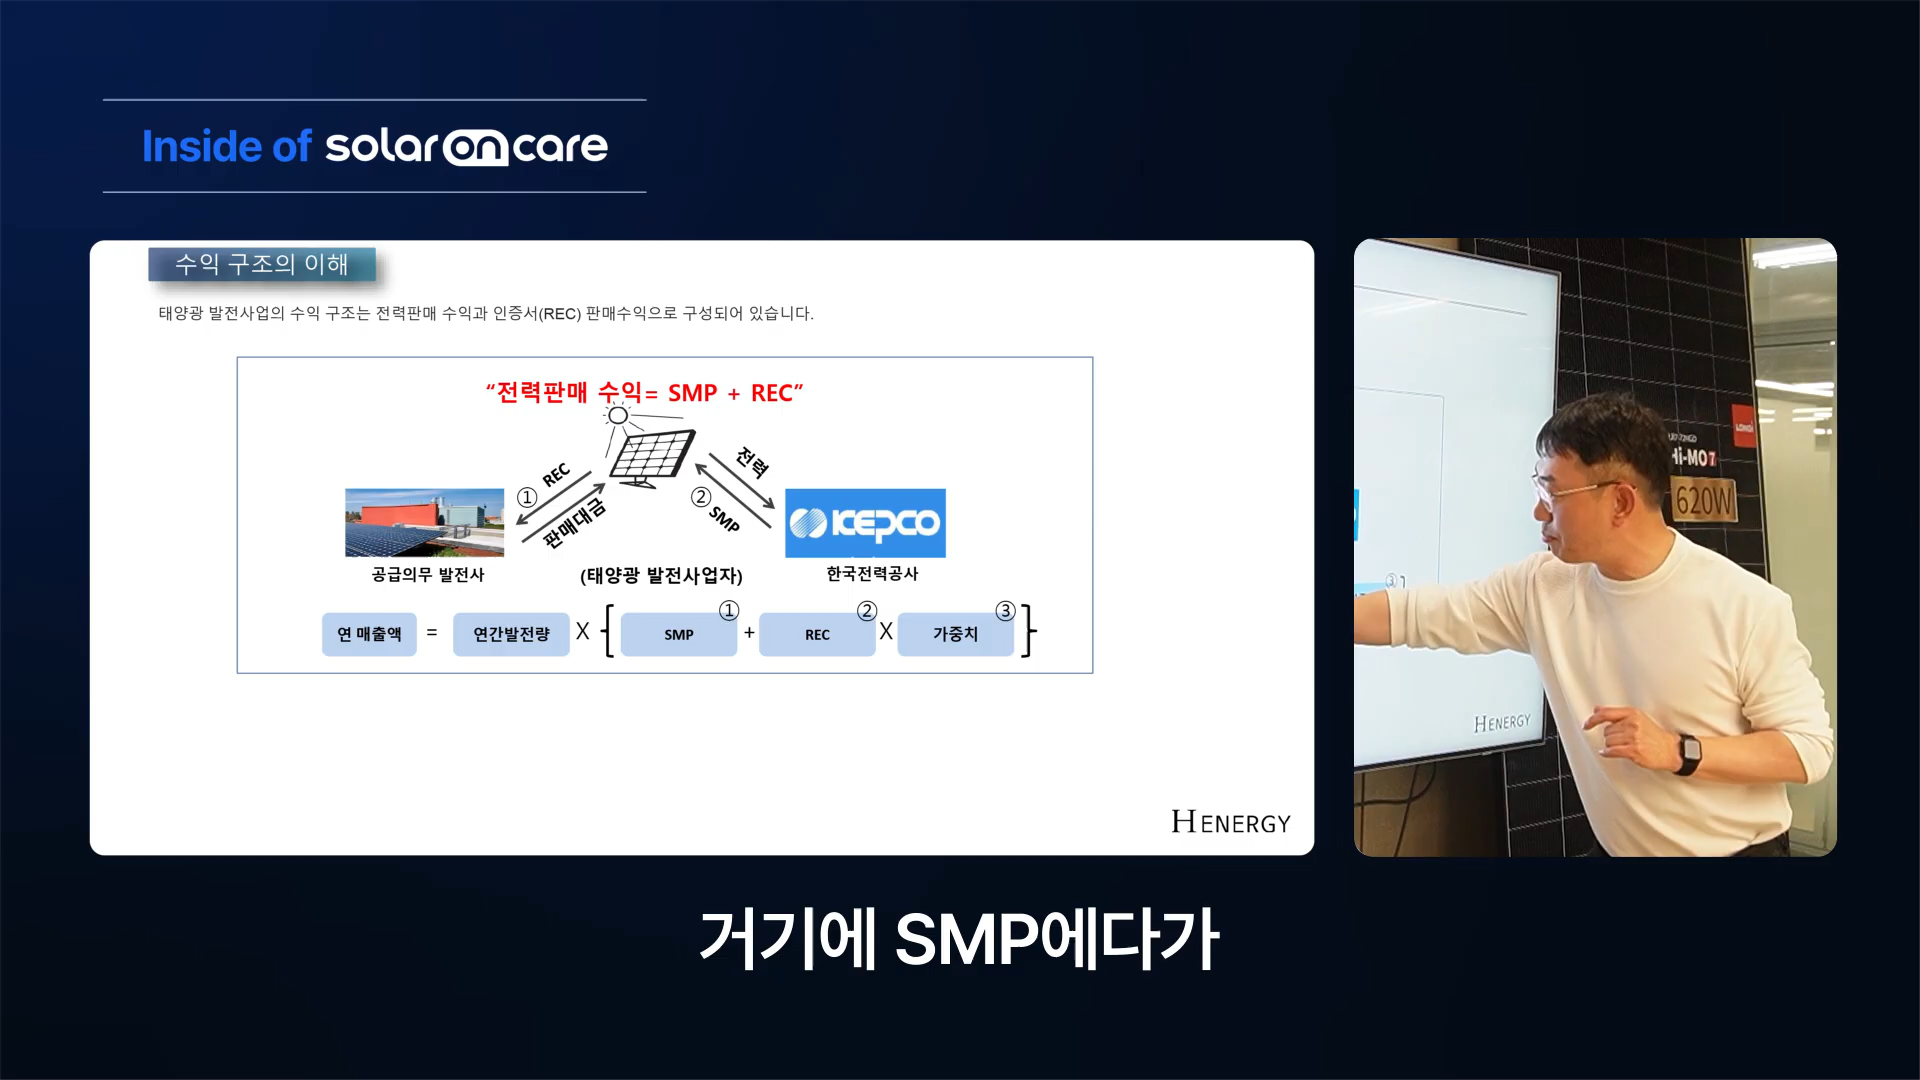 Inside of solar on care
수익 구조의 이해
태양광 발전사업의 수익 구조는 전력판매 수익과 인증서(REC) 판매수익으로 구성되어 있습니다.
“전력판매 수익= SMP + REC”
① REC
판매대금
전력
② SMP
KEPCO
공급의무 발전사
(태양광 발전사업자)
한국전력공사
연 매출액 = 연간발전량 X { SMP ① + REC ② X 가중치 ③ }
HENERGY
LONGi
Hi-MO7
620W
③
HENERGY
거기에 SMP에다가